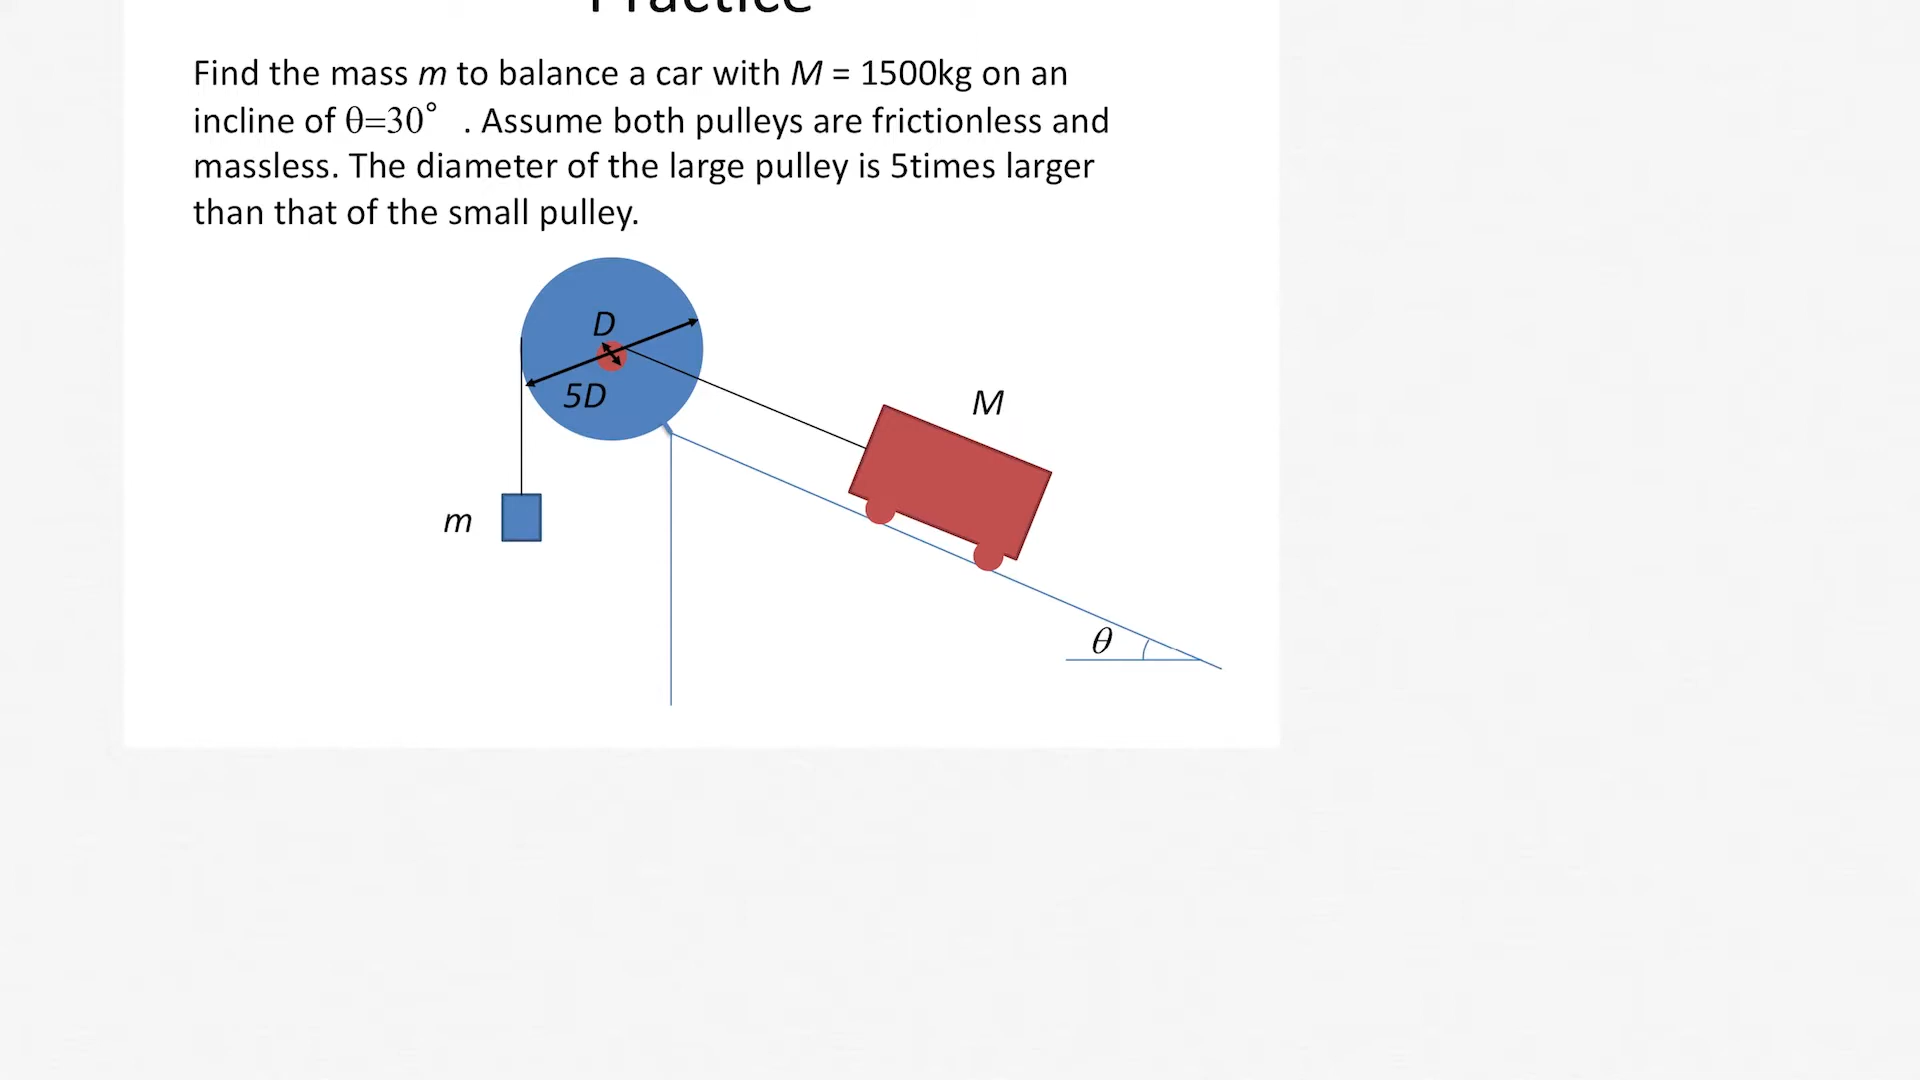 Practice
Find the mass m to balance a car with M = 1500kg on an
incline of θ=30° . Assume both pulleys are frictionless and
massless. The diameter of the large pulley is 5times larger
than that of the small pulley.
D
5D
M
m
θ